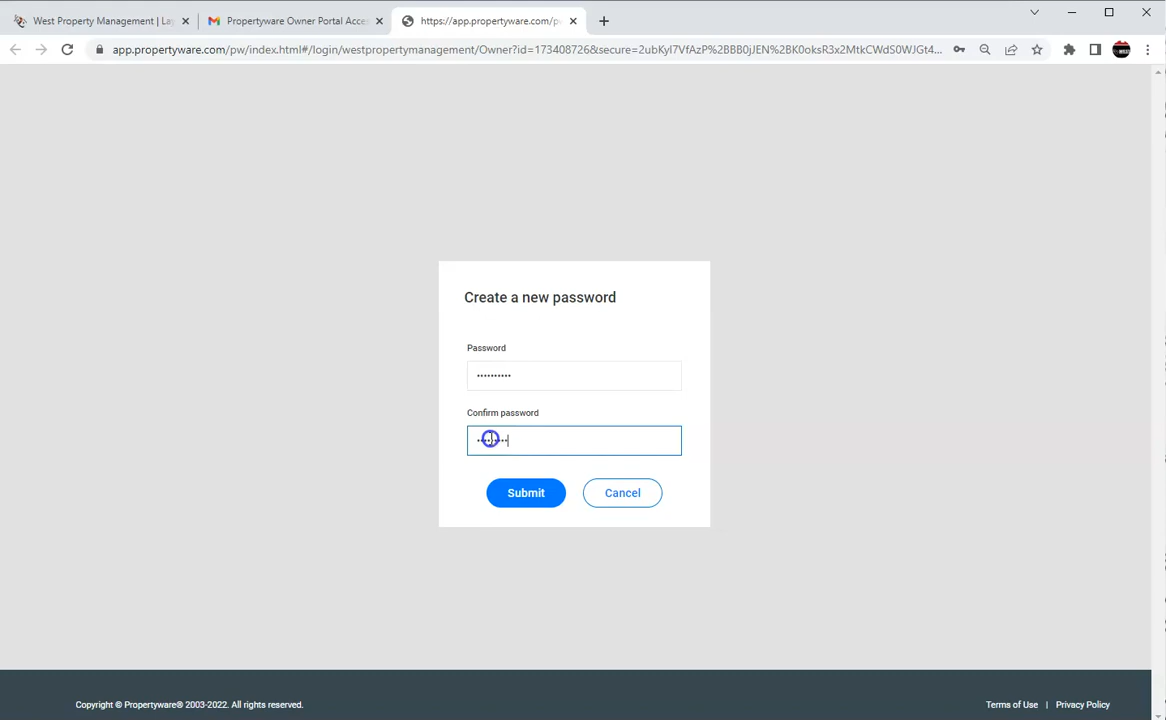 West Property Management | La
Propertyware Owner Portal Acce
https://app.propertyware.com/pw
app.propertyware.com/pw/index.html#/login/westpropertymanagement/Owner?id=173408726&secure=2ubKyl7VfAzP%2BBB0jJEN%2BK0oksR3x2MtkCWdS0WJGt4...
Create a new password
Password
••••••••••
Confirm password
Submit Cancel
Copyright © Propertyware® 2003-2022. All rights reserved. Terms of Use | Privacy Policy